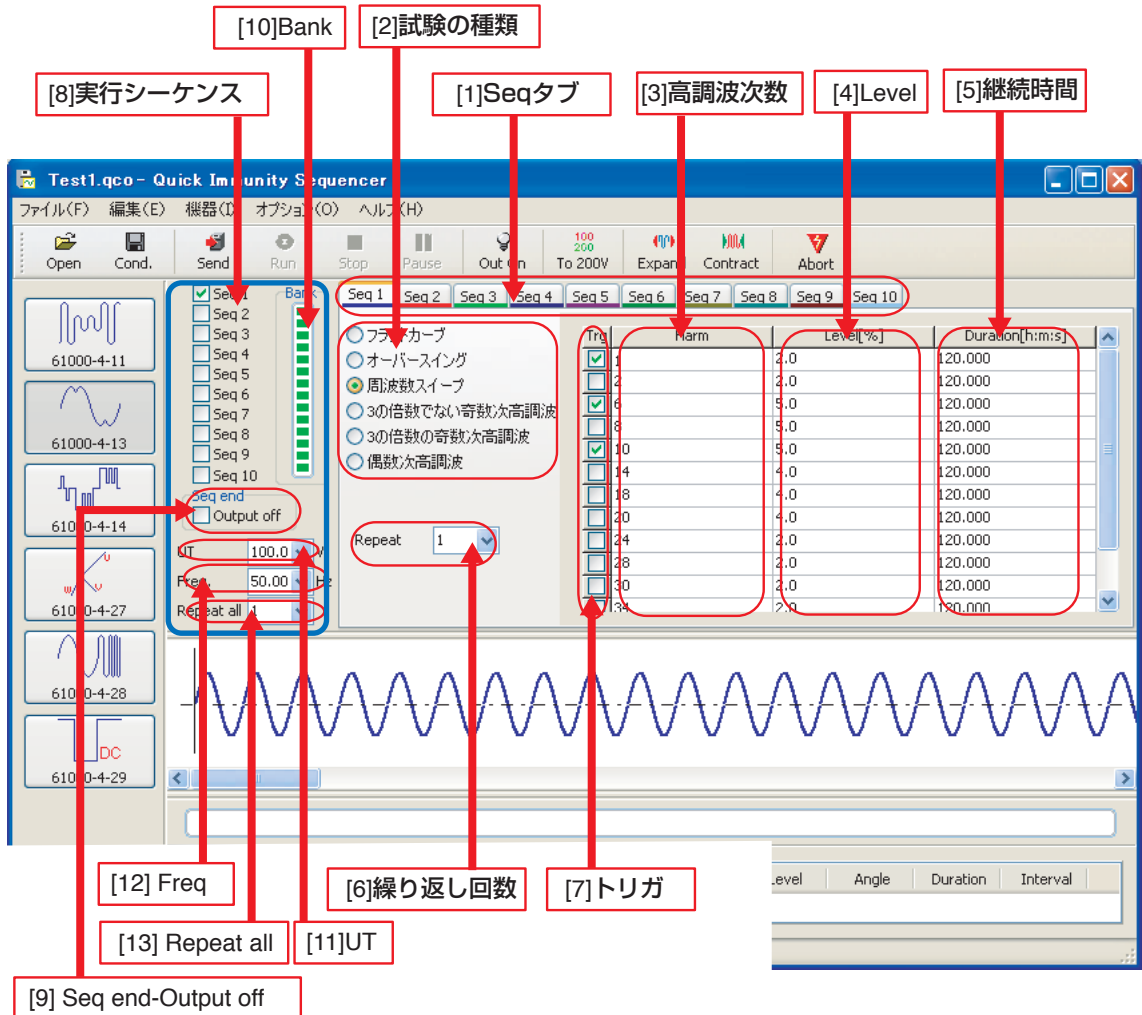 [10]Bank
[2]試験の種類
[8]実行シーケンス
[1]Seqタブ
[3]高調波次数
[4]Level
[5]継続時間
Test1.qco - Quick Immunity Sequencer
ファイル(F) 編集(E) 機器(I) オプション(O) ヘルプ(H)
Open Cond. Send Run Stop Pause Out On 100 200 To 200V Expand Contract Abort
61000-4-11
61000-4-13
61000-4-14
U V W
61000-4-27
61000-4-28
DC
61000-4-29
Seq 1 Bank
Seq 2
Seq 3
Seq 4
Seq 5
Seq 6
Seq 7
Seq 8
Seq 9
Seq 10
Seq end
Output off
UT 100.0 V
Freq. 50.00 Hz
Repeat all 1
Seq 1 Seq 2 Seq 3 Seq 4 Seq 5 Seq 6 Seq 7 Seq 8 Seq 9 Seq 10
フラットカーブ
オーバースイング
周波数スイープ
3の倍数でない奇数次高調波
3の倍数の奇数次高調波
偶数次高調波
Repeat 1
Trg Harm Level[%] Duration[h:m:s]
1 2.0 120.000
2 2.0 120.000
6 5.0 120.000
8 5.0 120.000
10 5.0 120.000
14 4.0 120.000
18 4.0 120.000
20 4.0 120.000
24 2.0 120.000
28 2.0 120.000
30 2.0 120.000
34 2.0 120.000
Level Angle Duration Interval
[12] Freq
[6]繰り返し回数
[7]トリガ
[13] Repeat all
[11]UT
[9] Seq end-Output off